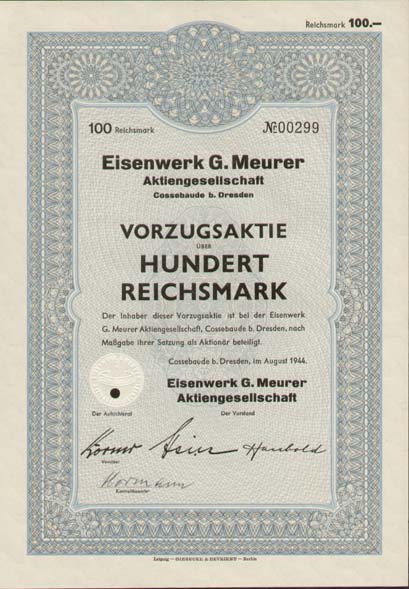 Reichsmark 100.—
100 Reichsmark № 00299
Eisenwerk G. Meurer
Aktiengesellschaft
Cossebaude b. Dresden
VORZUGSAKTIE
ÜBER
HUNDERT
REICHSMARK
Der Inhaber dieser Vorzugsaktie ist bei der Eisenwerk
G. Meurer Aktiengesellschaft, Cossebaude b. Dresden, nach
Maßgabe ihrer Satzung als Aktionär beteiligt.
Cossebaude b. Dresden, im August 1944.
Eisenwerk G. Meurer
Aktiengesellschaft
Der Aufsichtsrat Der Vorstand
Vorsitzer
Kontrollbeamter
Leipzig — GIESECKE & DEVRIENT — Berlin